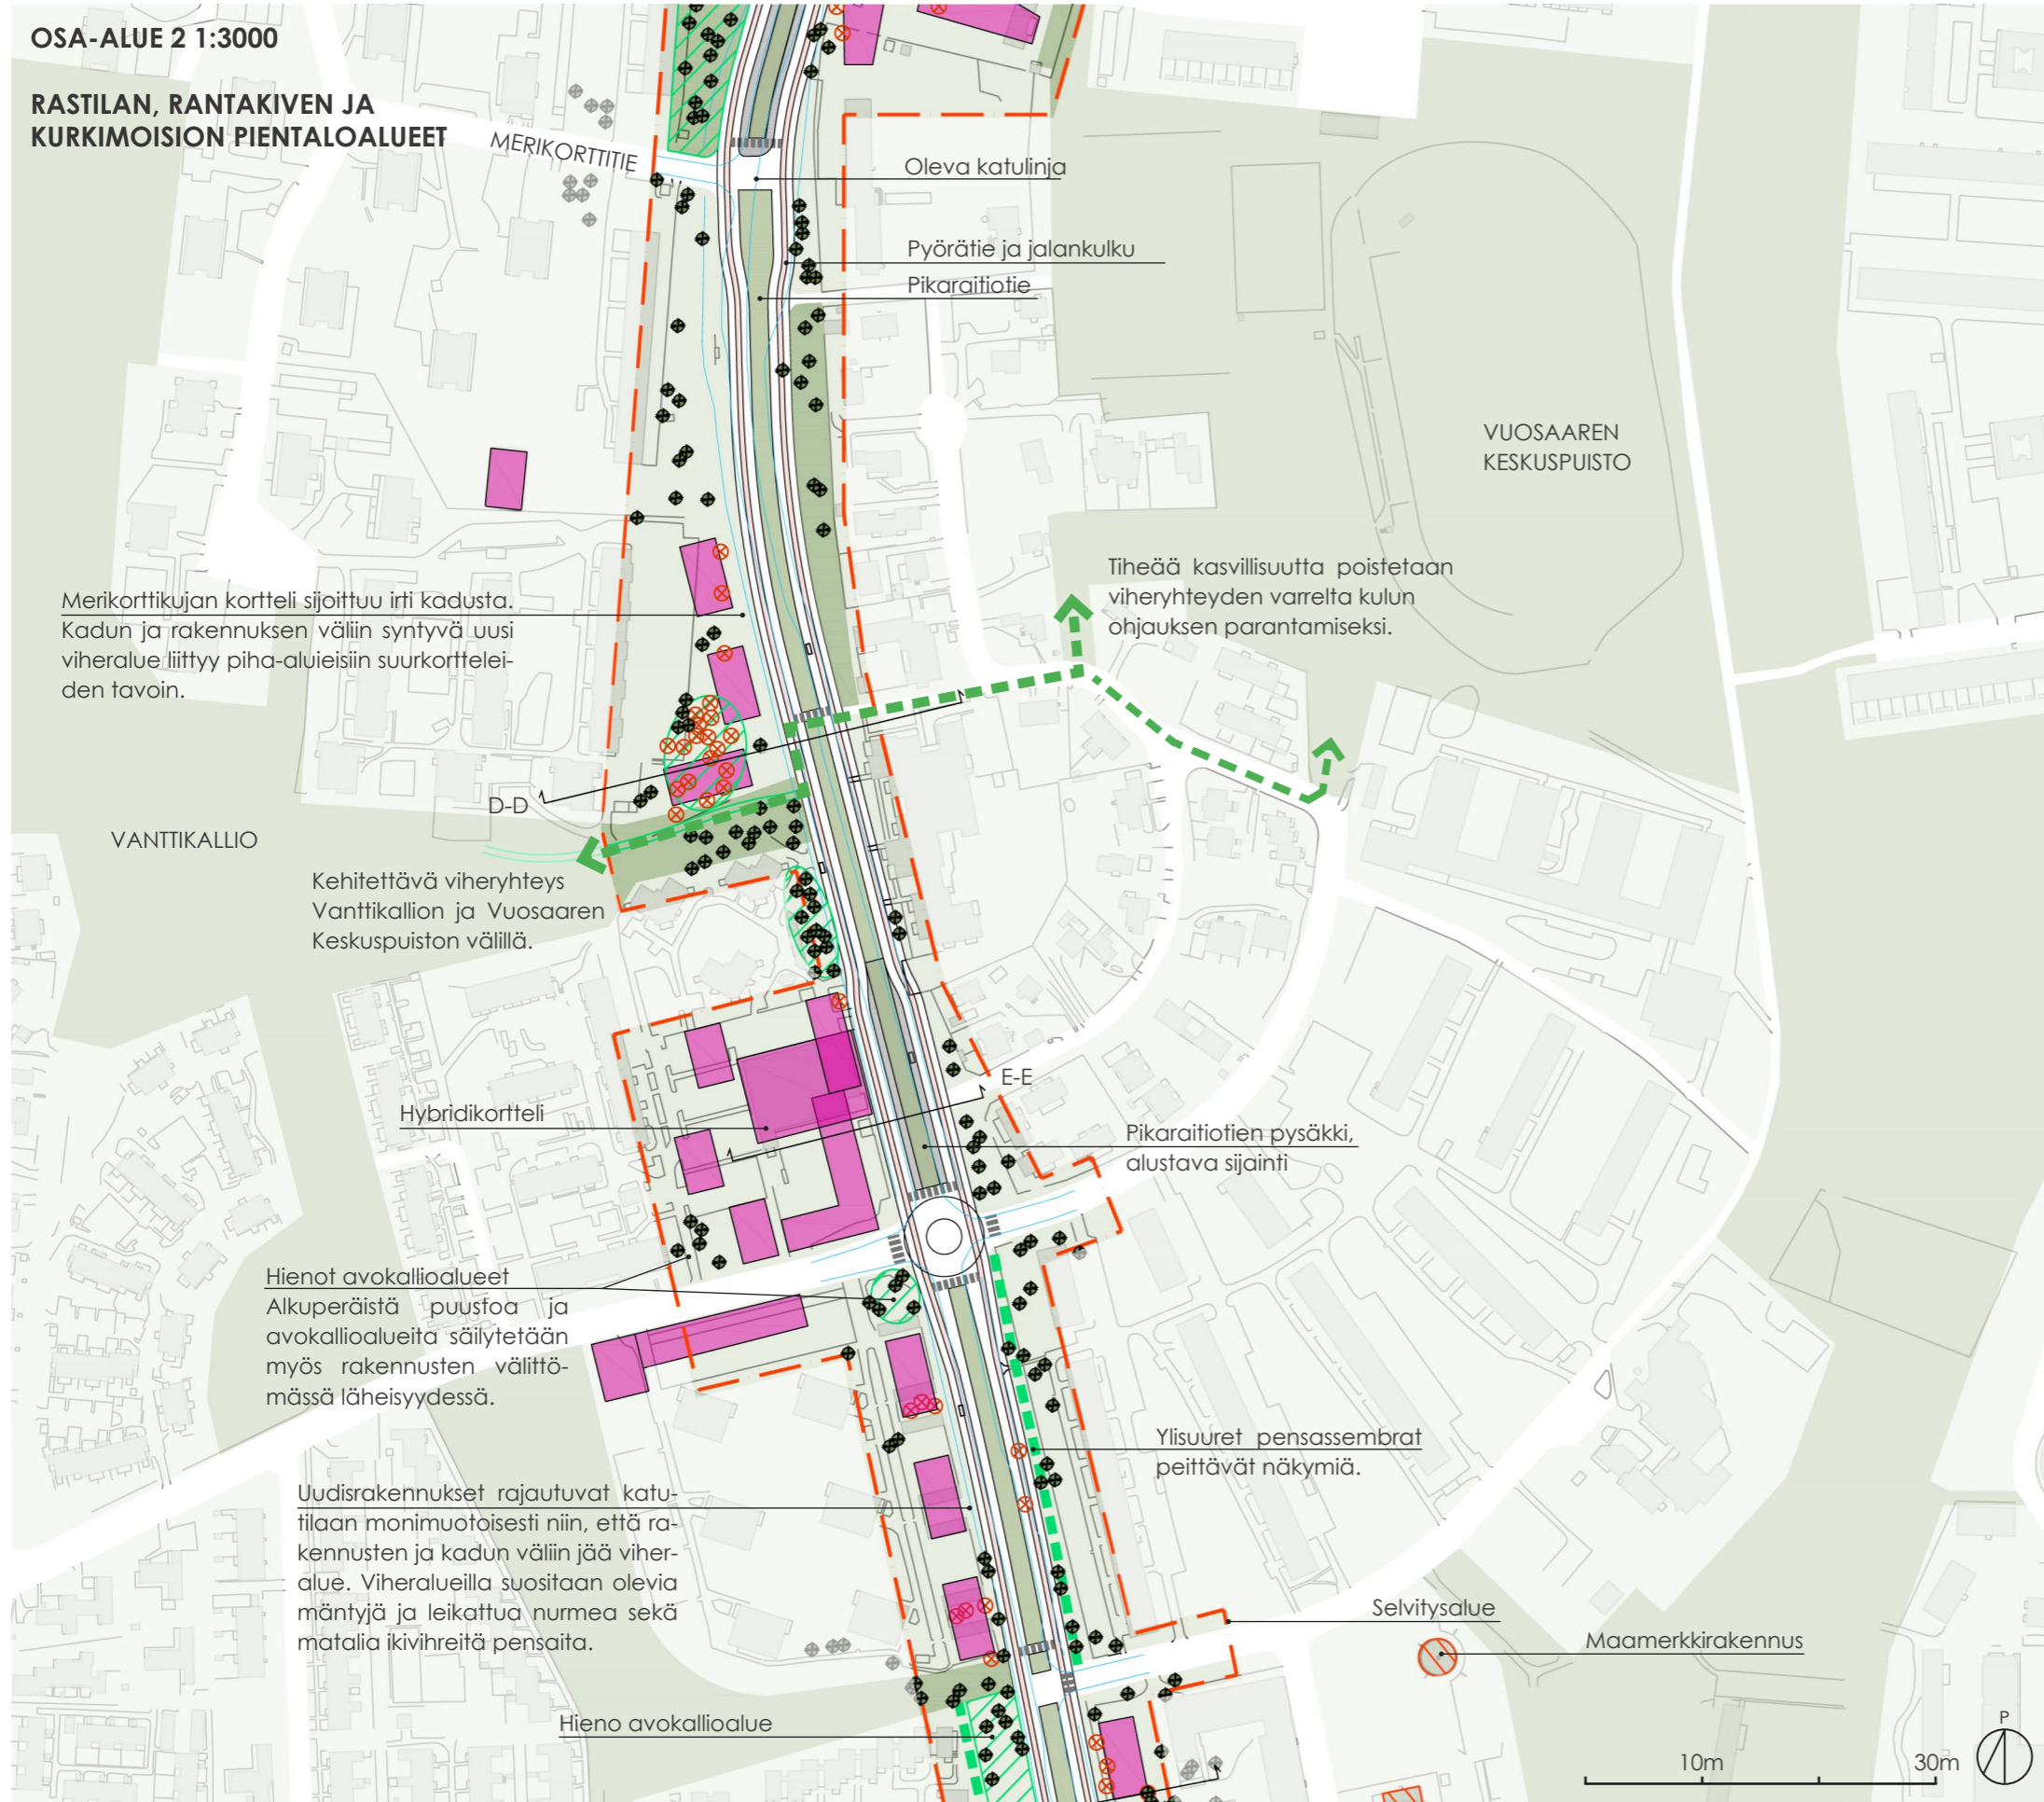 OSA-ALUE 2 1:3000
RASTILAN, RANTAKIVEN JA
KURKIMOISION PIENTALOALUEET
MERIKORTTITIE
Oleva katulinja
Pyörätie ja jalankulku
Pikaraitiotie
VUOSAAREN
KESKUSPUISTO
Tiheää kasvillisuutta poistetaan
viheryhteyden varrelta kulun
ohjauksen parantamiseksi.
Merikorttikujan kortteli sijoittuu irti kadusta.
Kadun ja rakennuksen väliin syntyvä uusi
viheralue liittyy piha-aluieisiin suurkortelei-
den tavoin.
D-D
VANTTIKALLIO
Kehitettävä viheryhteys
Vanttikallion ja Vuosaaren
Keskuspuiston välillä.
E-E
Hybridikortteli
Pikaraitiotien pysäkki,
alustava sijainti
Hienot avokallioalueet
Alkuperäistä puustoa ja
avokallioalueita säilytetään
myös rakennusten välittö-
mässä läheisyydessä.
Ylisuuret pensassembrat
peittävät näkymiä.
Uudisrakennukset rajautuvat katu-
tilaan monimuotoisesti niin, että ra-
kennusten ja kadun väliin jää viher-
alue. Viheralueilla suositaan olevia
mäntyjä ja leikattua nurmea sekä
matalia ikivihreitä pensaita.
Selvitysalue
Maamerkkirakennus
Hieno avokallioalue
P
10m
30m